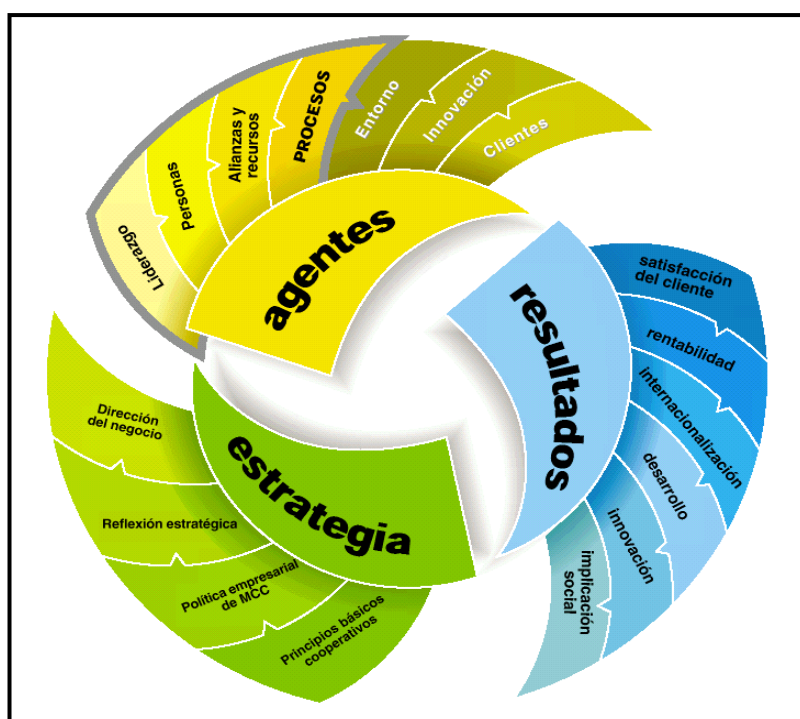 agentes
Liderazgo
Personas
Alianzas y
recursos
PROCESOS
Entorno
Innovación
Clientes
resultados
satisfacción
del cliente
rentabilidad
internacionalización
desarrollo
innovación
implicación
social
estrategia
Dirección
del negocio
Reflexión estratégica
Política empresarial
de MCC
Principios básicos
cooperativos